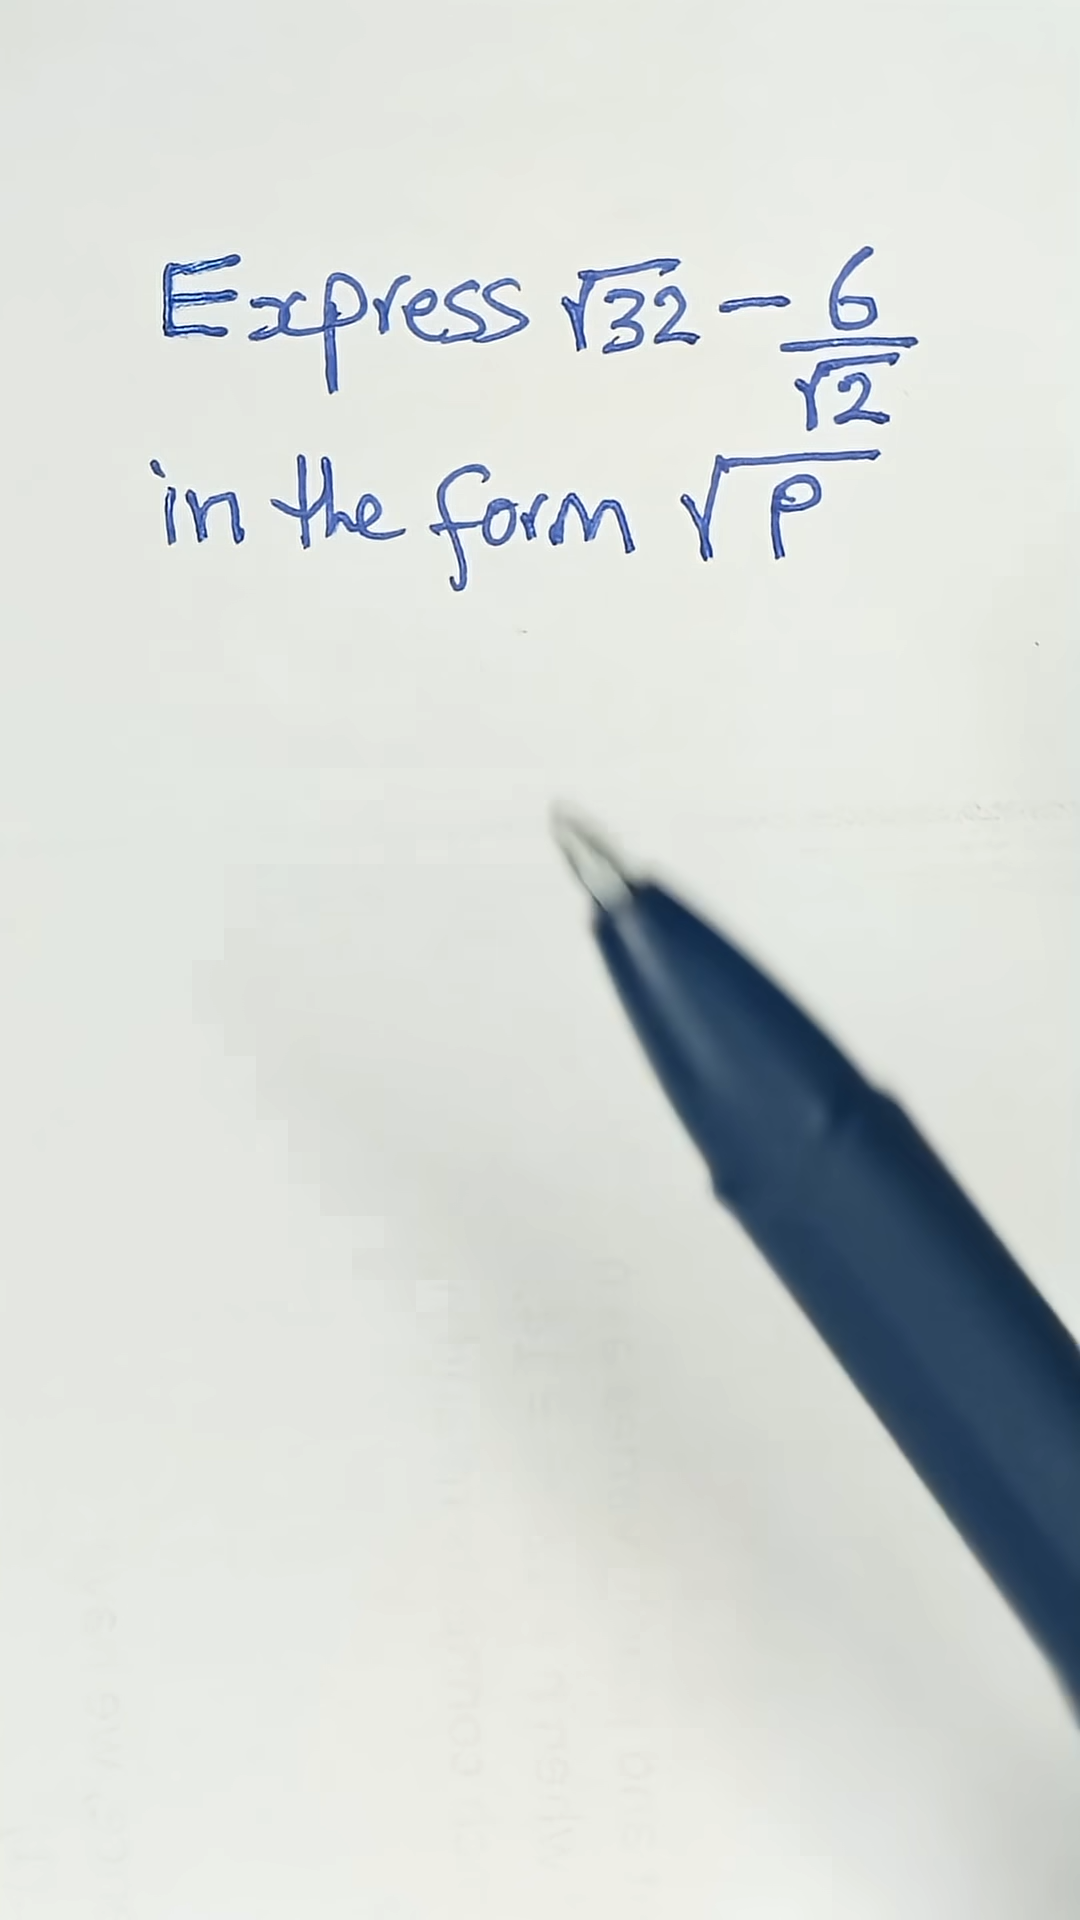 Express √32 − 6/√2
in the form √P